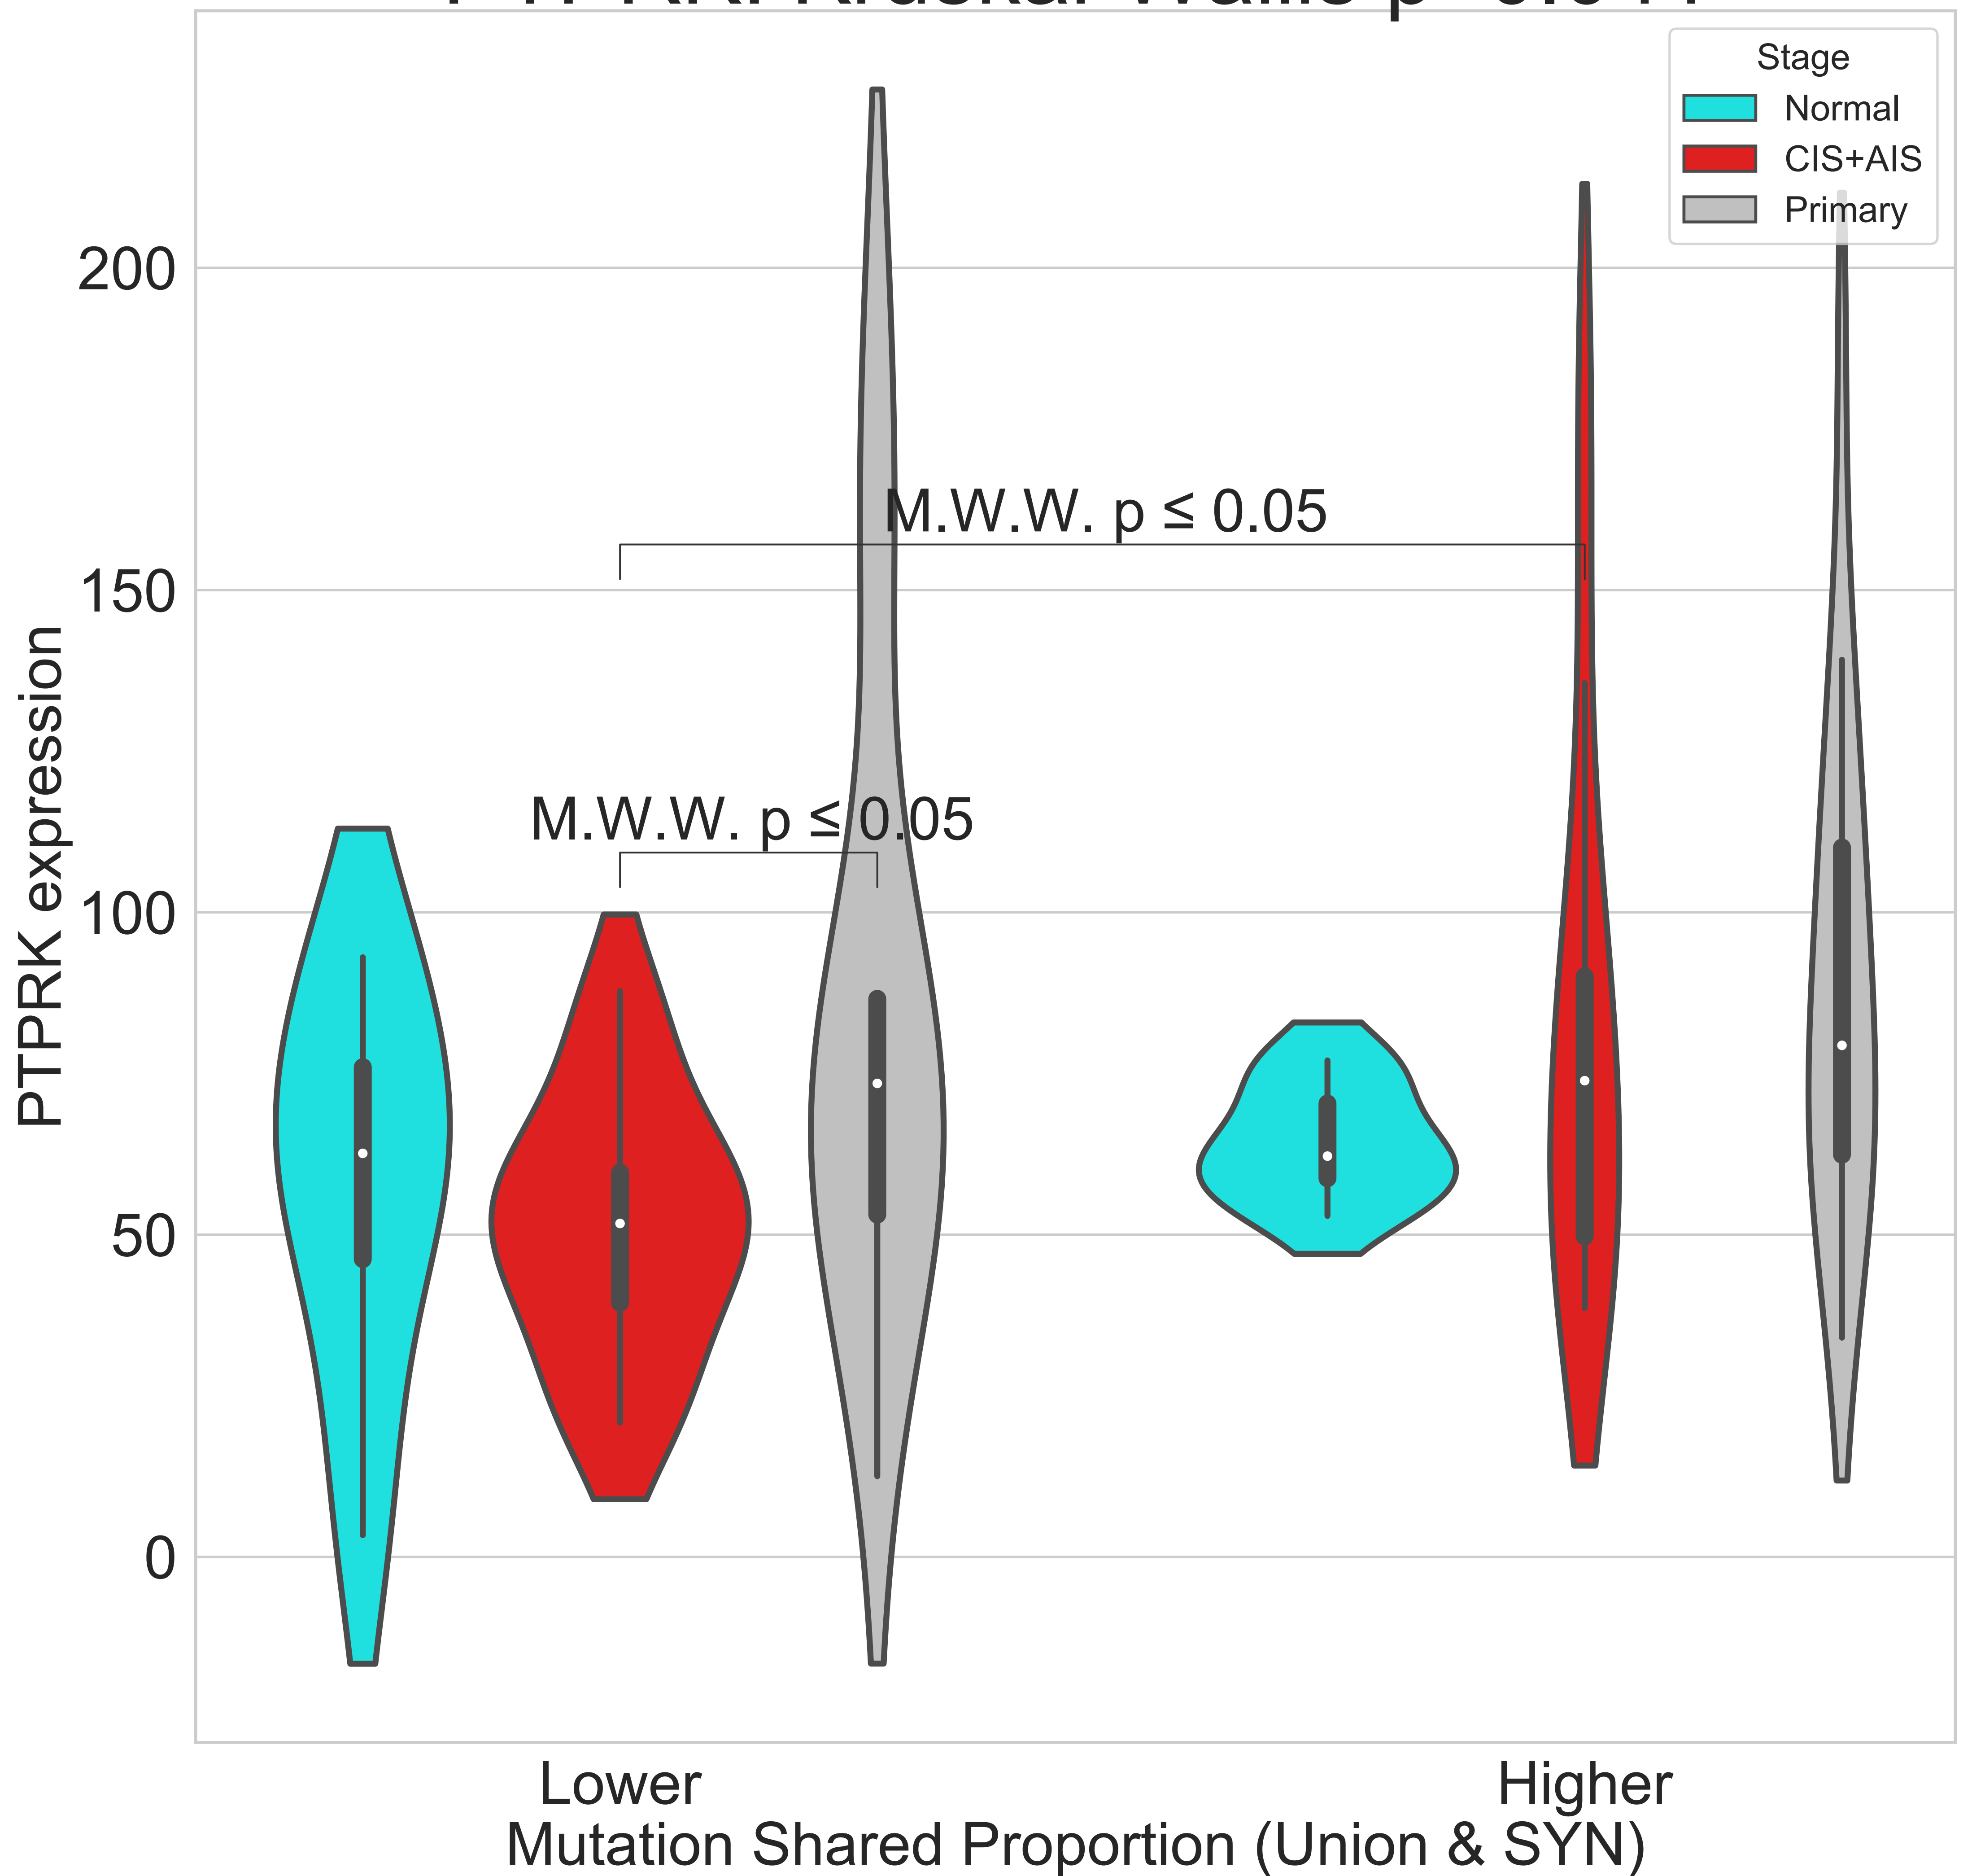 Stage
Normal
CIS+AIS
Primary
200
150
100
50
0
PTPRK expression
M.W.W. p ≤ 0.05
M.W.W. p ≤ 0.05
Lower
Higher
Mutation Shared Proportion (Union & SYN)